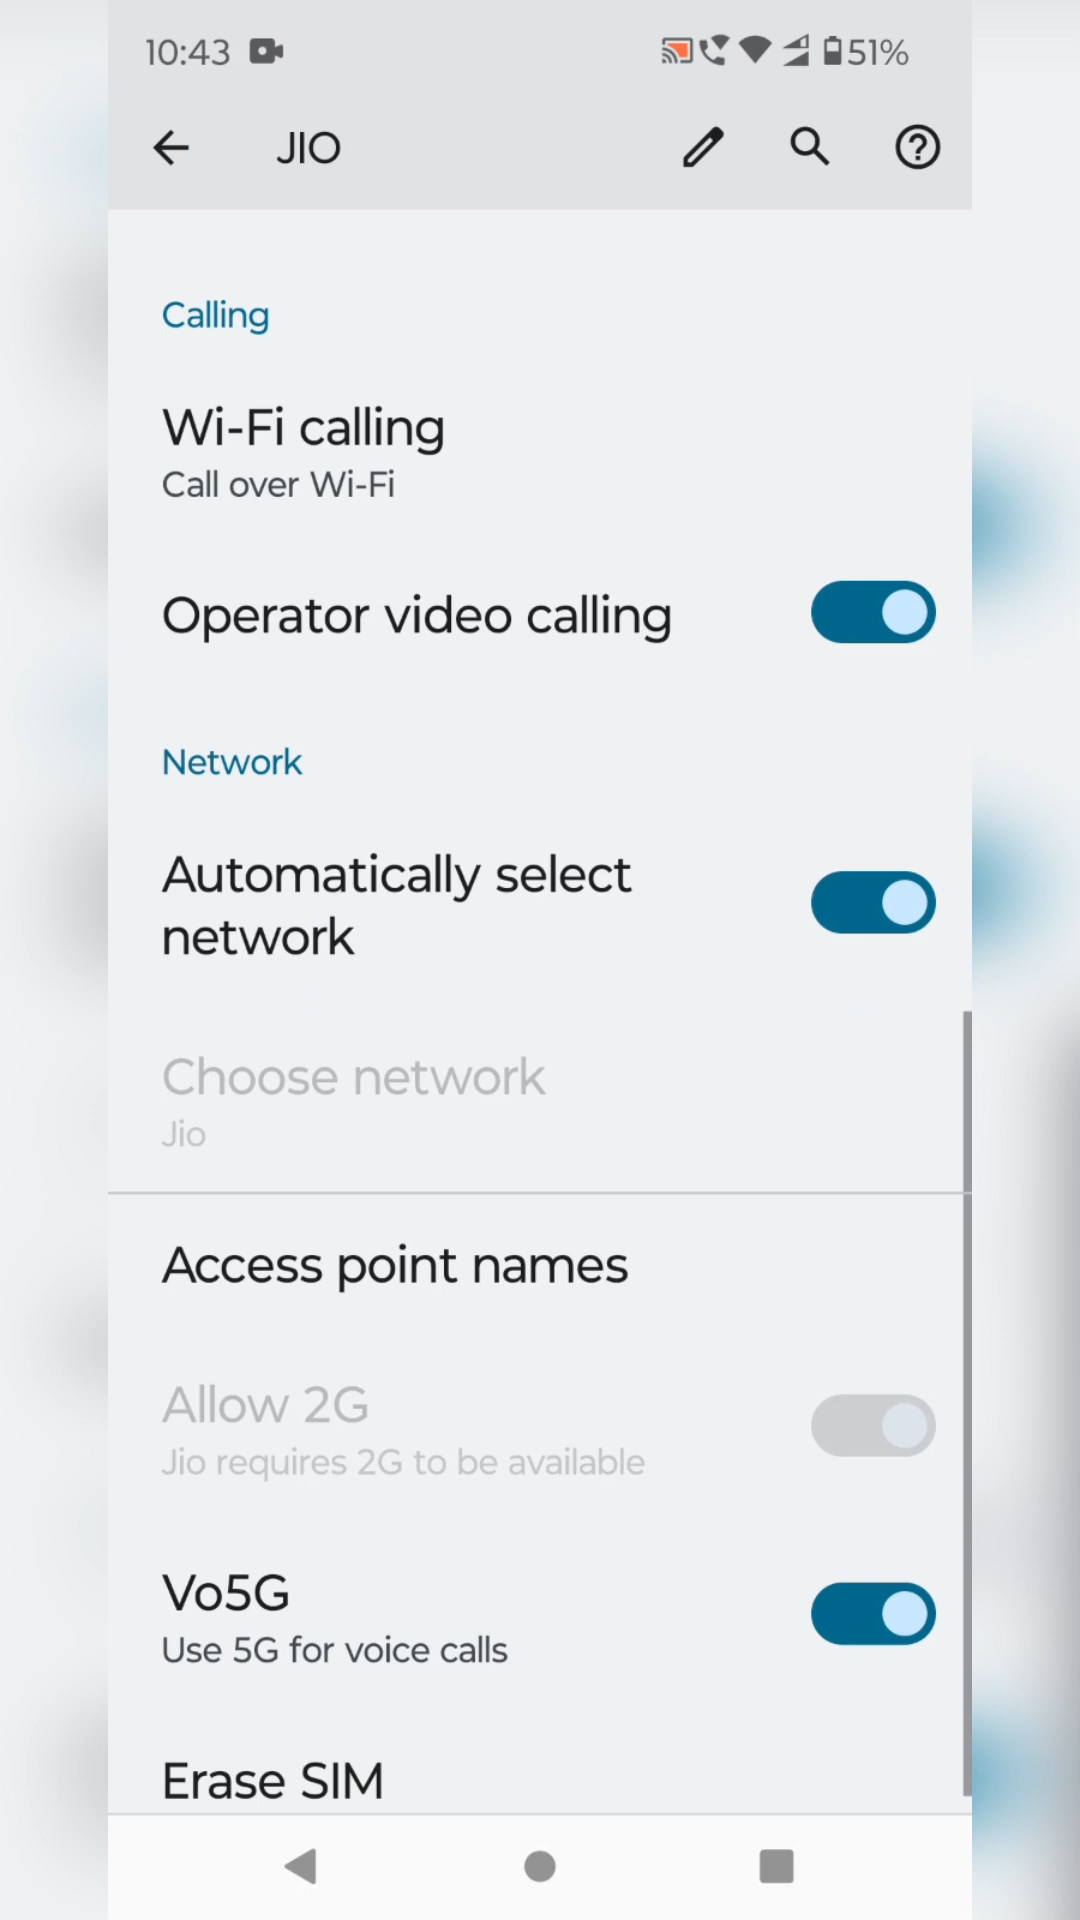 10:43
51%
JIO
Calling
Wi-Fi calling
Call over Wi-Fi
Operator video calling
Network
Automatically select
network
Choose network
Jio
Access point names
Allow 2G
Jio requires 2G to be available
Vo5G
Use 5G for voice calls
Erase SIM